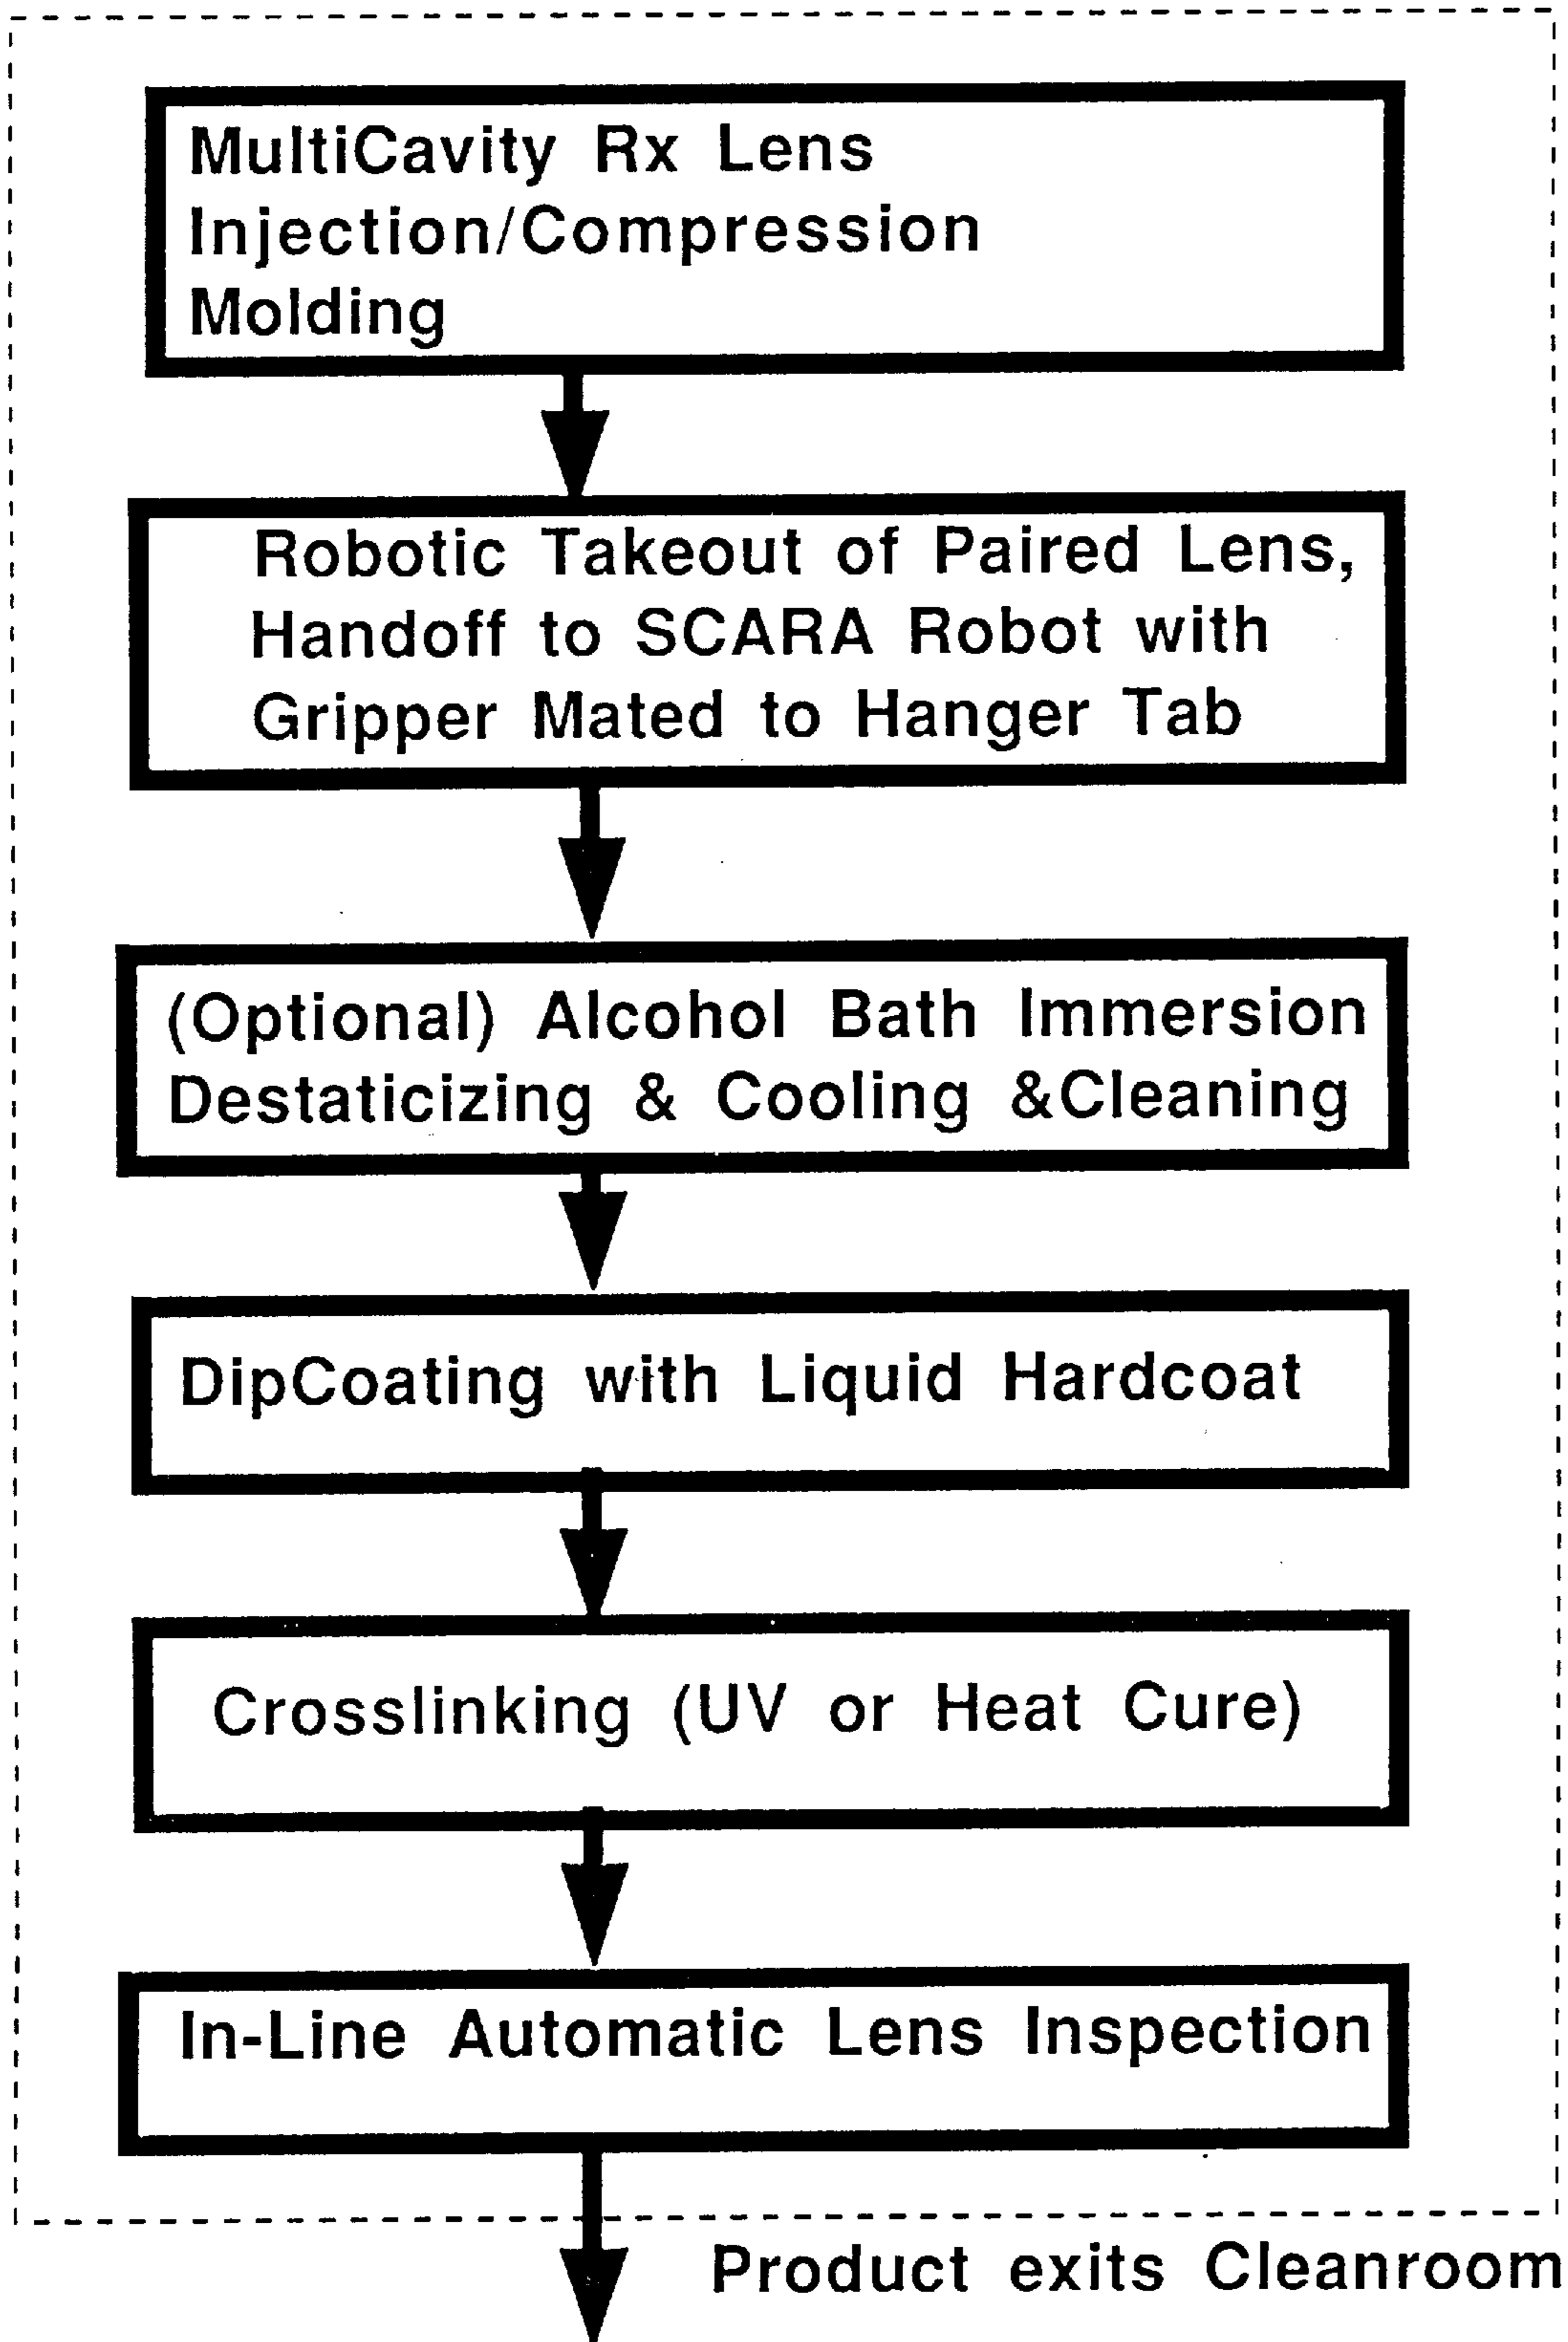 MultiCavity Rx Lens
Injection/Compression
Molding
Robotic Takeout of Paired Lens,
Handoff to SCARA Robot with
Gripper Mated to Hanger Tab
(Optional) Alcohol Bath Immersion
Destaticizing & Cooling &Cleaning
DipCoating with Liquid Hardcoat
Crosslinking (UV or Heat Cure)
In-Line Automatic Lens Inspection
Product exits Cleanroom